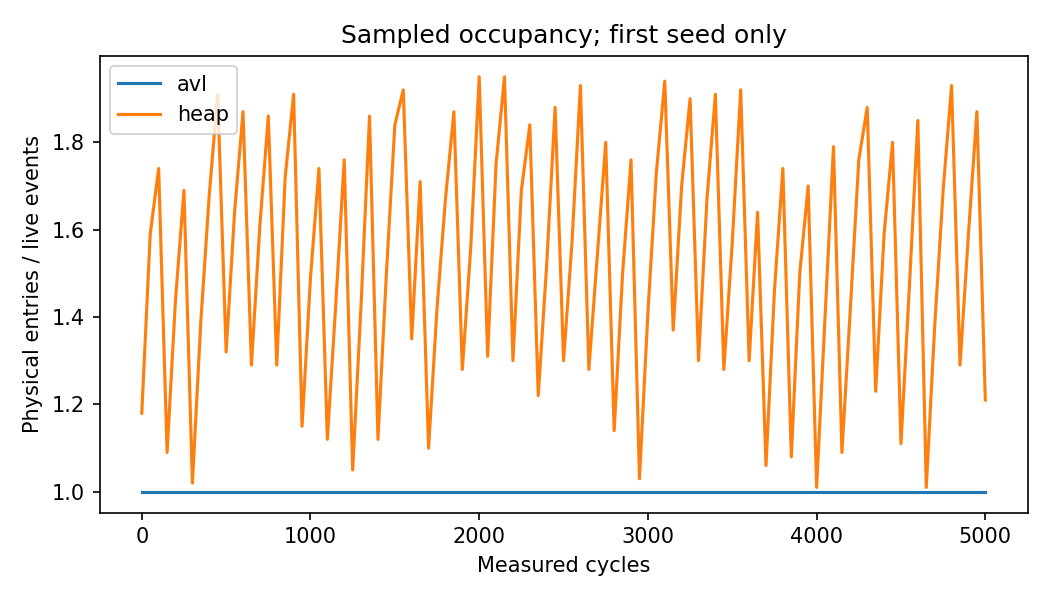 Sampled occupancy; first seed only
avl
heap
Physical entries / live events
1.8
1.6
1.4
1.2
1.0
0 1000 2000 3000 4000 5000
Measured cycles